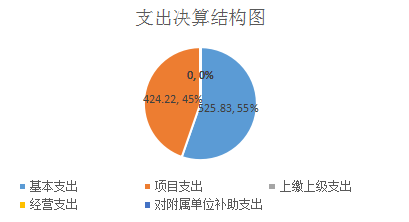 支出决算结构图
0, 0%
424.22, 45%
525.83, 55%
基本支出 项目支出 上缴上级支出
经营支出 对附属单位补助支出